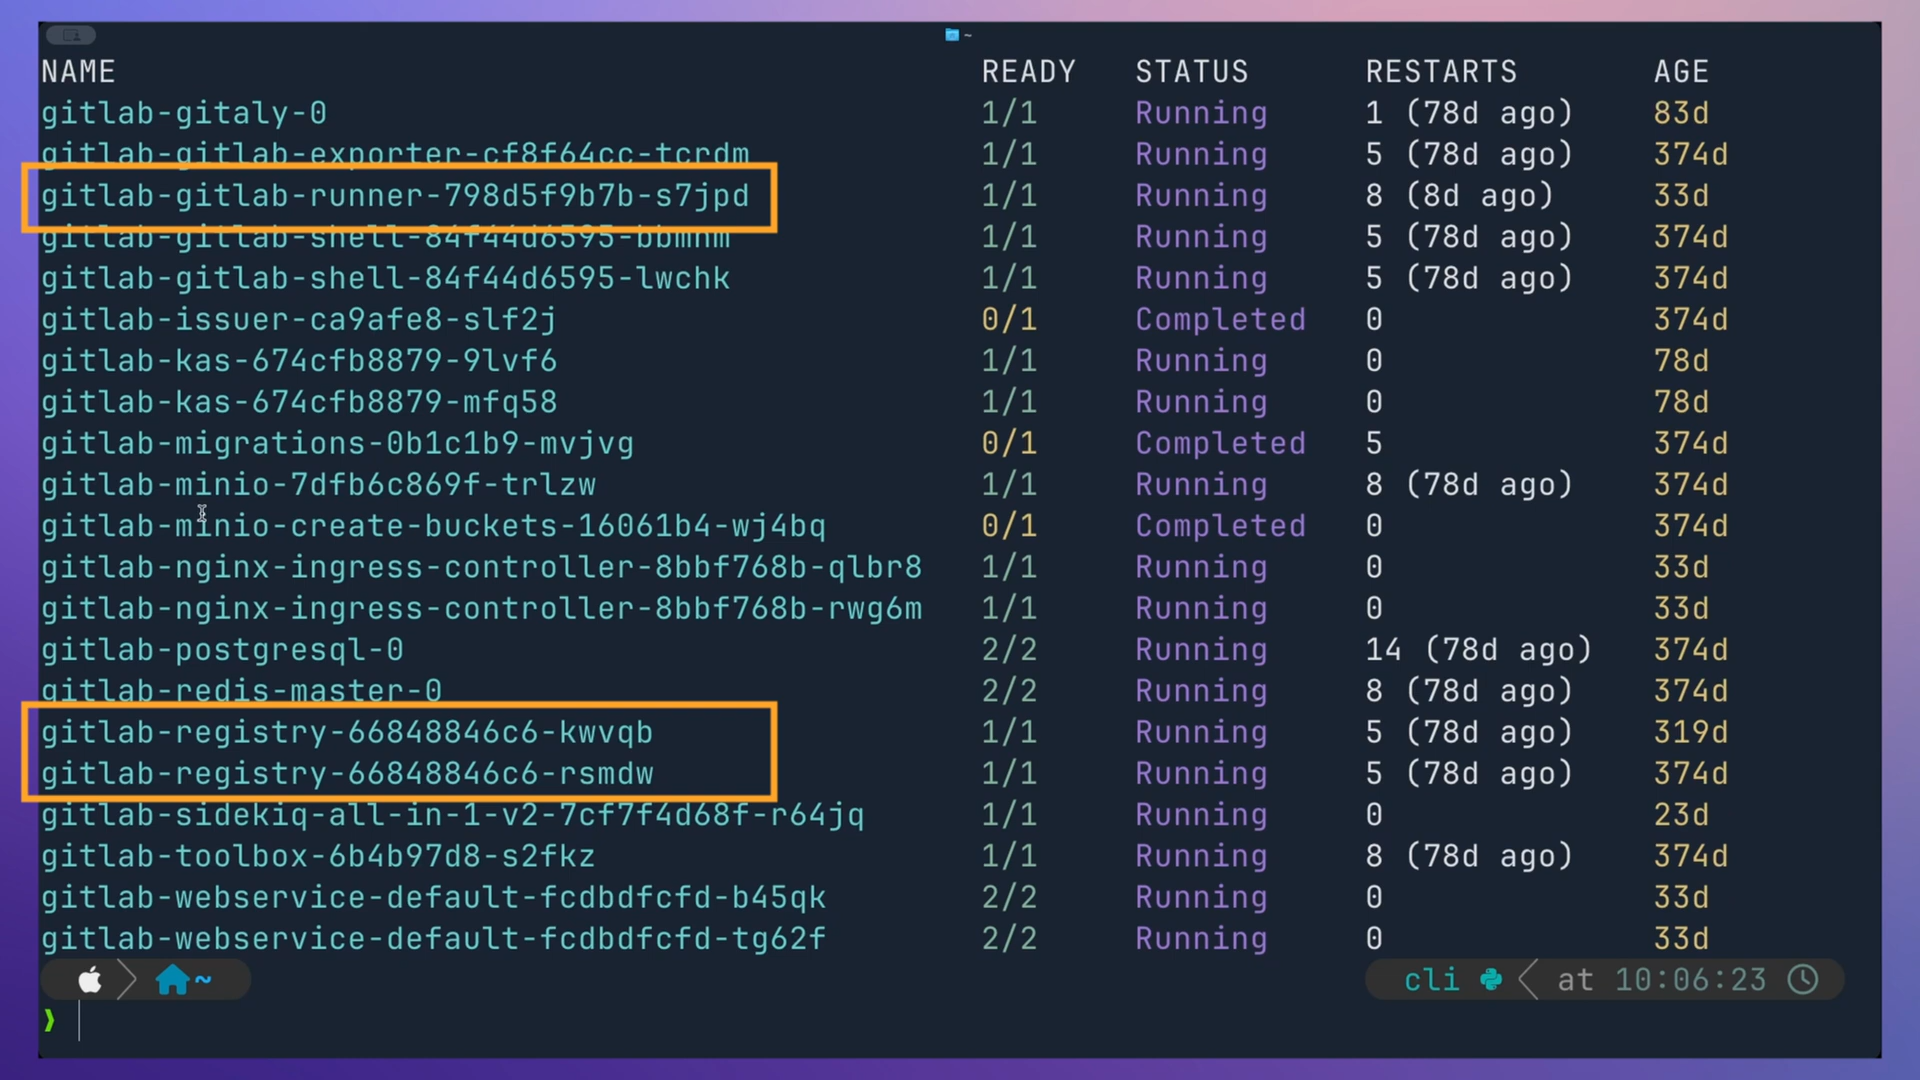 ~
NAME READY STATUS RESTARTS AGE
gitlab-gitaly-0 1/1 Running 1 (78d ago) 83d
gitlab-gitlab-exporter-cf8f64cc-tcrdm 1/1 Running 5 (78d ago) 374d
gitlab-gitlab-runner-798d5f9b7b-s7jpd 1/1 Running 8 (8d ago) 33d
gitlab-gitlab-shell-84f44d6595-bbmnm 1/1 Running 5 (78d ago) 374d
gitlab-gitlab-shell-84f44d6595-lwchk 1/1 Running 5 (78d ago) 374d
gitlab-issuer-ca9afe8-slf2j 0/1 Completed 0 374d
gitlab-kas-674cfb8879-9lvf6 1/1 Running 0 78d
gitlab-kas-674cfb8879-mfq58 1/1 Running 0 78d
gitlab-migrations-0b1c1b9-mvjvg 0/1 Completed 5 374d
gitlab-minio-7dfb6c869f-trlzw 1/1 Running 8 (78d ago) 374d
gitlab-minio-create-buckets-16061b4-wj4bq 0/1 Completed 0 374d
gitlab-nginx-ingress-controller-8bbf768b-qlbr8 1/1 Running 0 33d
gitlab-nginx-ingress-controller-8bbf768b-rwg6m 1/1 Running 0 33d
gitlab-postgresql-0 2/2 Running 14 (78d ago) 374d
gitlab-redis-master-0 2/2 Running 8 (78d ago) 374d
gitlab-registry-66848846c6-kwvqb 1/1 Running 5 (78d ago) 319d
gitlab-registry-66848846c6-rsmdw 1/1 Running 5 (78d ago) 374d
gitlab-sidekiq-all-in-1-v2-7cf7f4d68f-r64jq 1/1 Running 0 23d
gitlab-toolbox-6b4b97d8-s2fkz 1/1 Running 8 (78d ago) 374d
gitlab-webservice-default-fcdbdfcfd-b45qk 2/2 Running 0 33d
gitlab-webservice-default-fcdbdfcfd-tg62f 2/2 Running 0 33d
~ cli at 10:06:23
❯